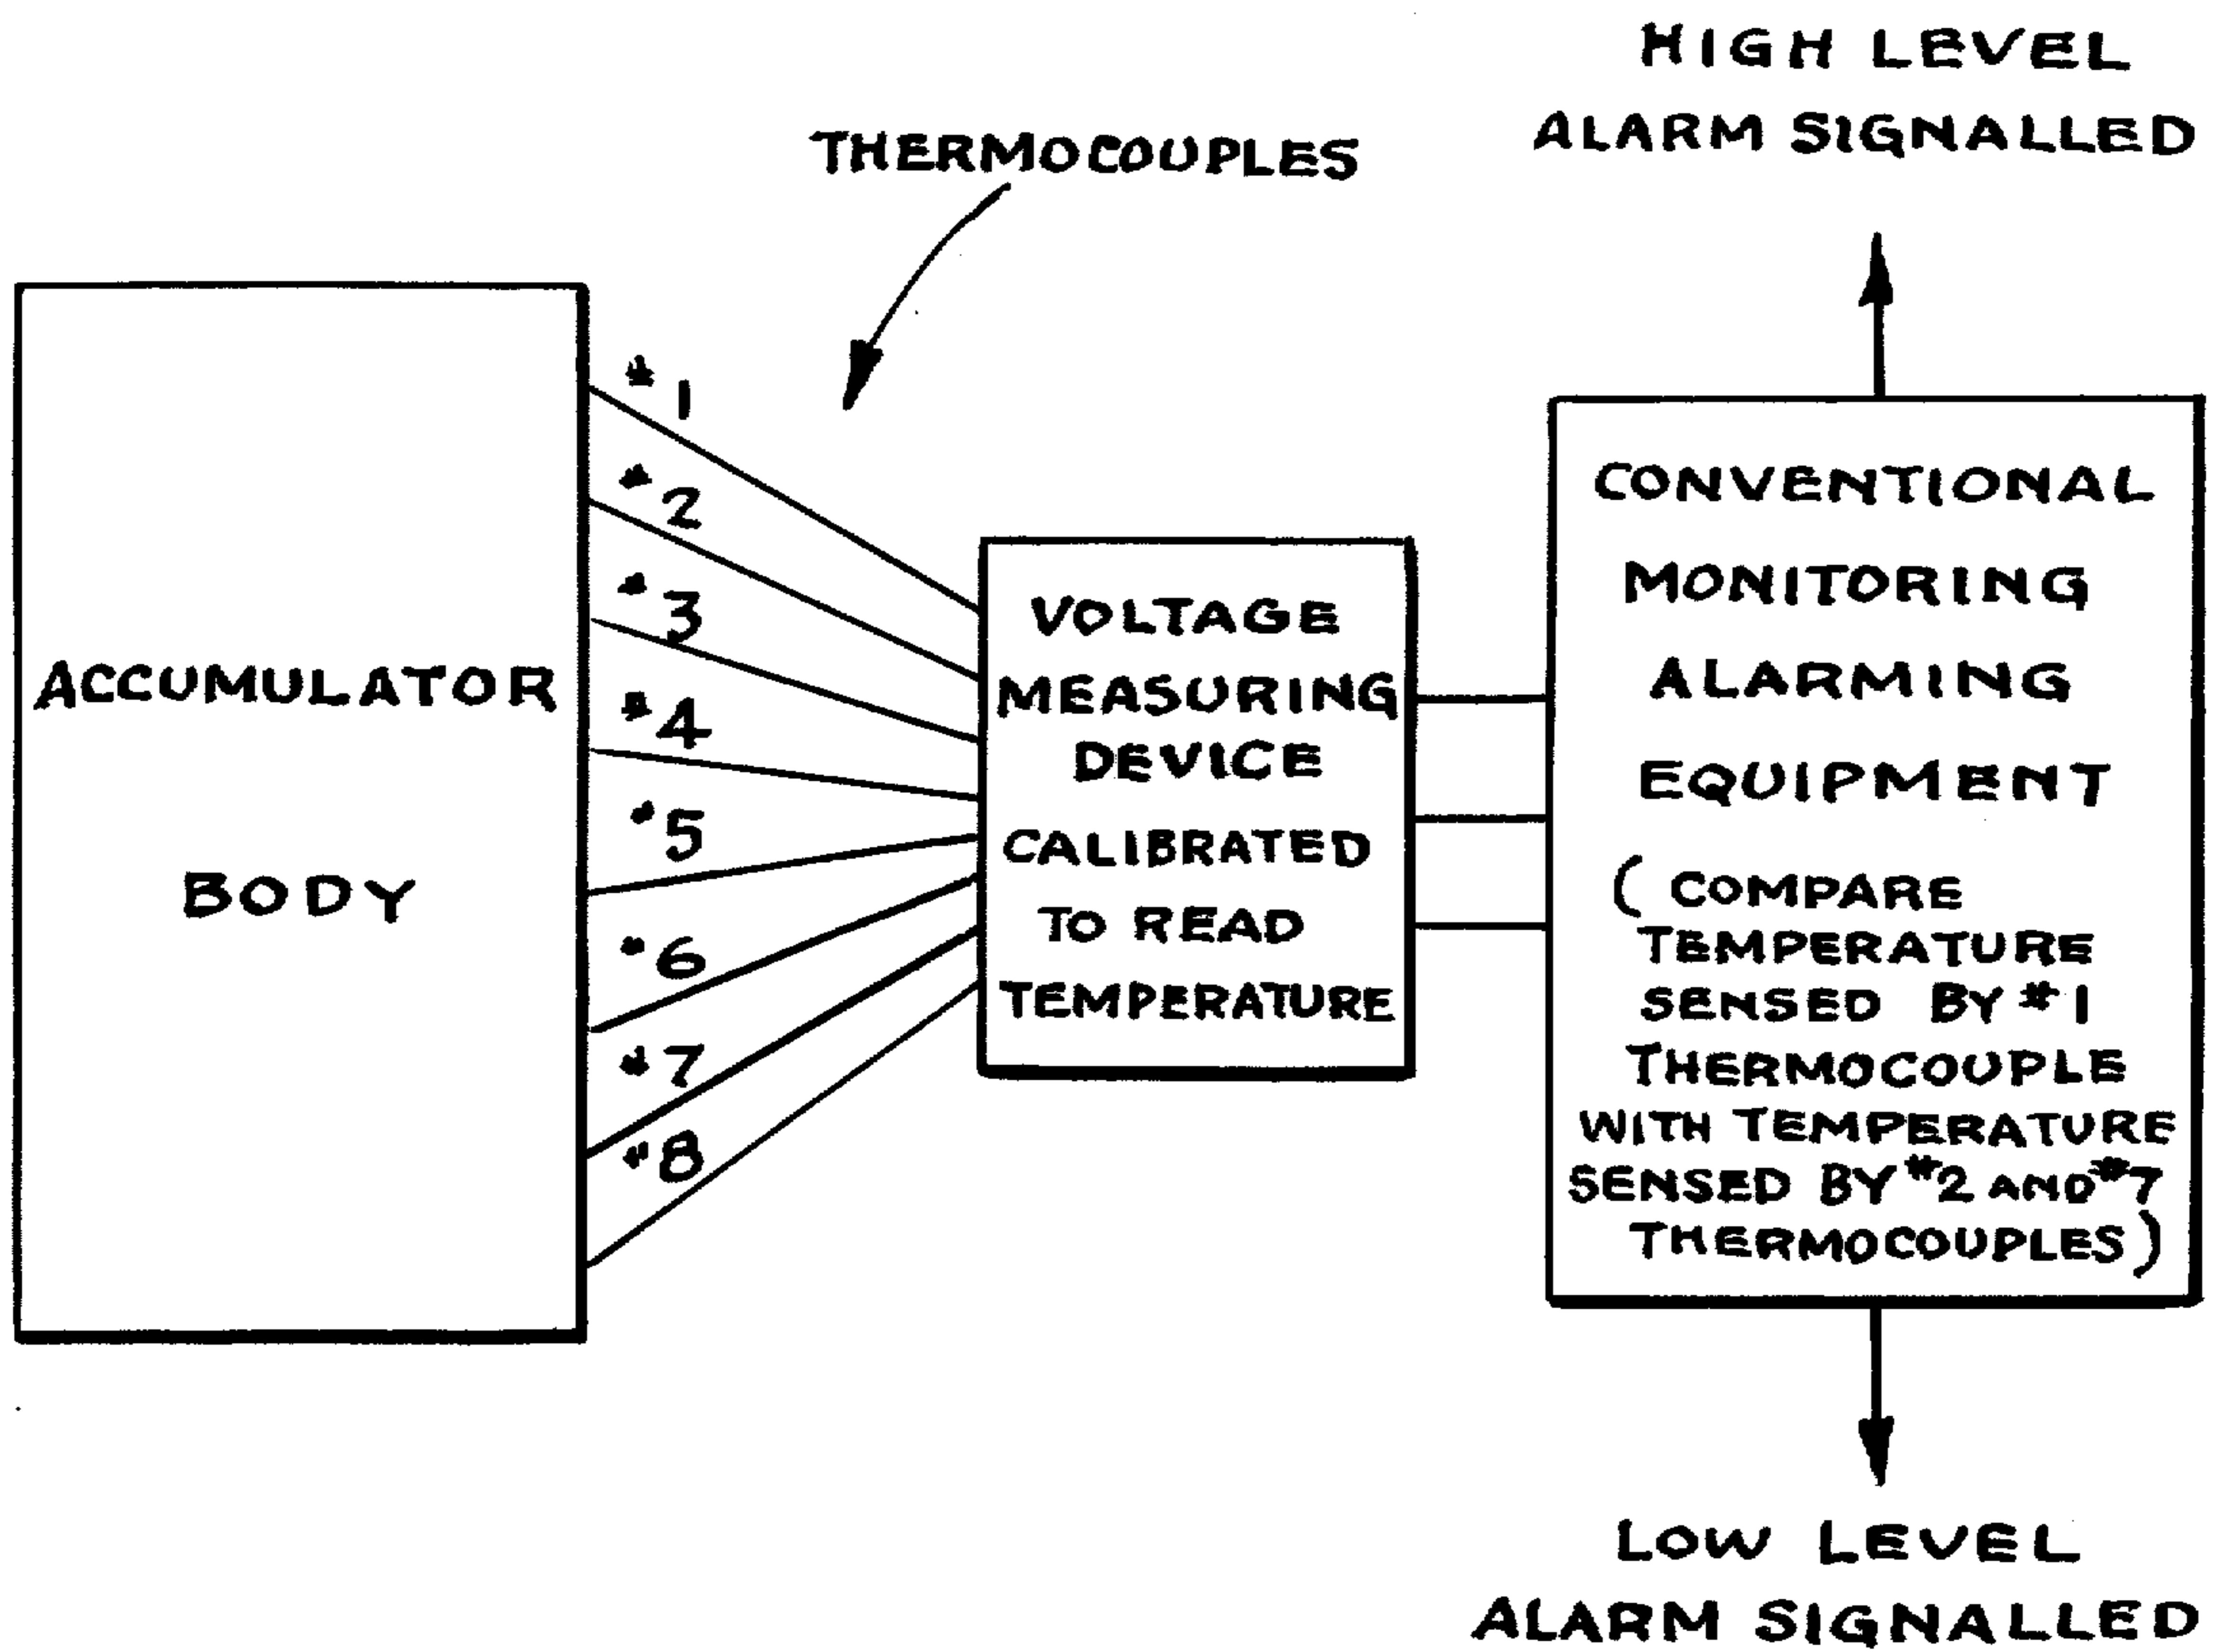 HIGH LEVEL
ALARM SIGNALLED
THERMOCOUPLES
#1
#2
#3
#4
#5
#6
#7
#8
ACCUMULATOR
BODY
VOLTAGE
MEASURING
DEVICE
CALIBRATED
TO READ
TEMPERATURE
CONVENTIONAL
MONITORING
ALARMING
EQUIPMENT
(COMPARE
TEMPERATURE
SENSED BY #1
THERMOCOUPLE
WITH TEMPERATURE
SENSED BY #2 AND #7
THERMOCOUPLES)
LOW LEVEL
ALARM SIGNALLED